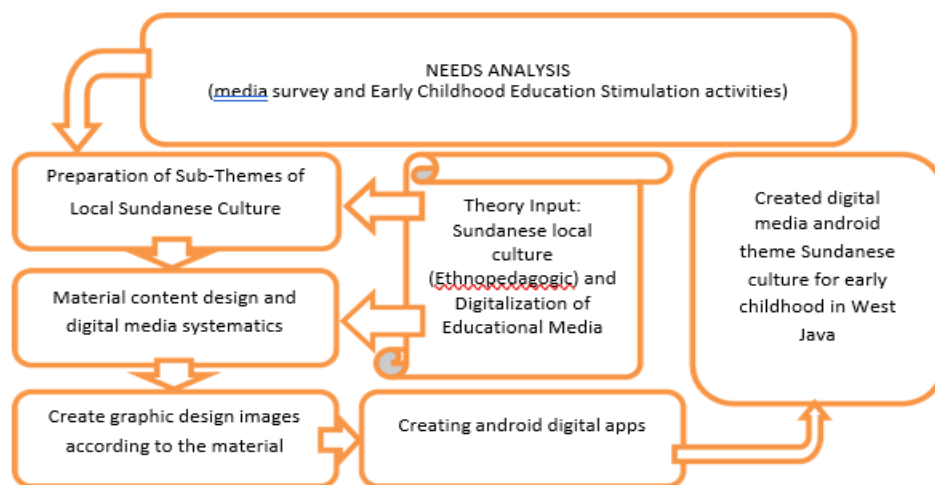 NEEDS ANALYSIS
(media survey and Early Childhood Education Stimulation activities)
Preparation of Sub-Themes of
Local Sundanese Culture
Theory Input:
Sundanese local
culture
(Ethnopedagogic) and
Digitalization of
Educational Media
Created digital
media android
theme Sundanese
culture for early
childhood in West
Java
Material content design and
digital media systematics
Create graphic design images
according to the material
Creating android digital apps